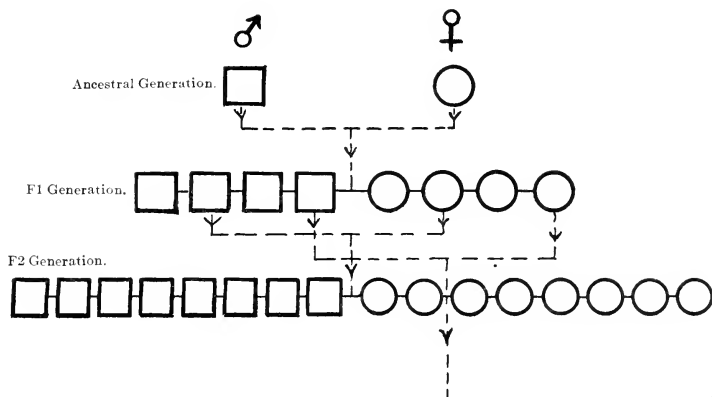 ♂ ♀
Ancestral Generation.
F1 Generation.
F2 Generation.